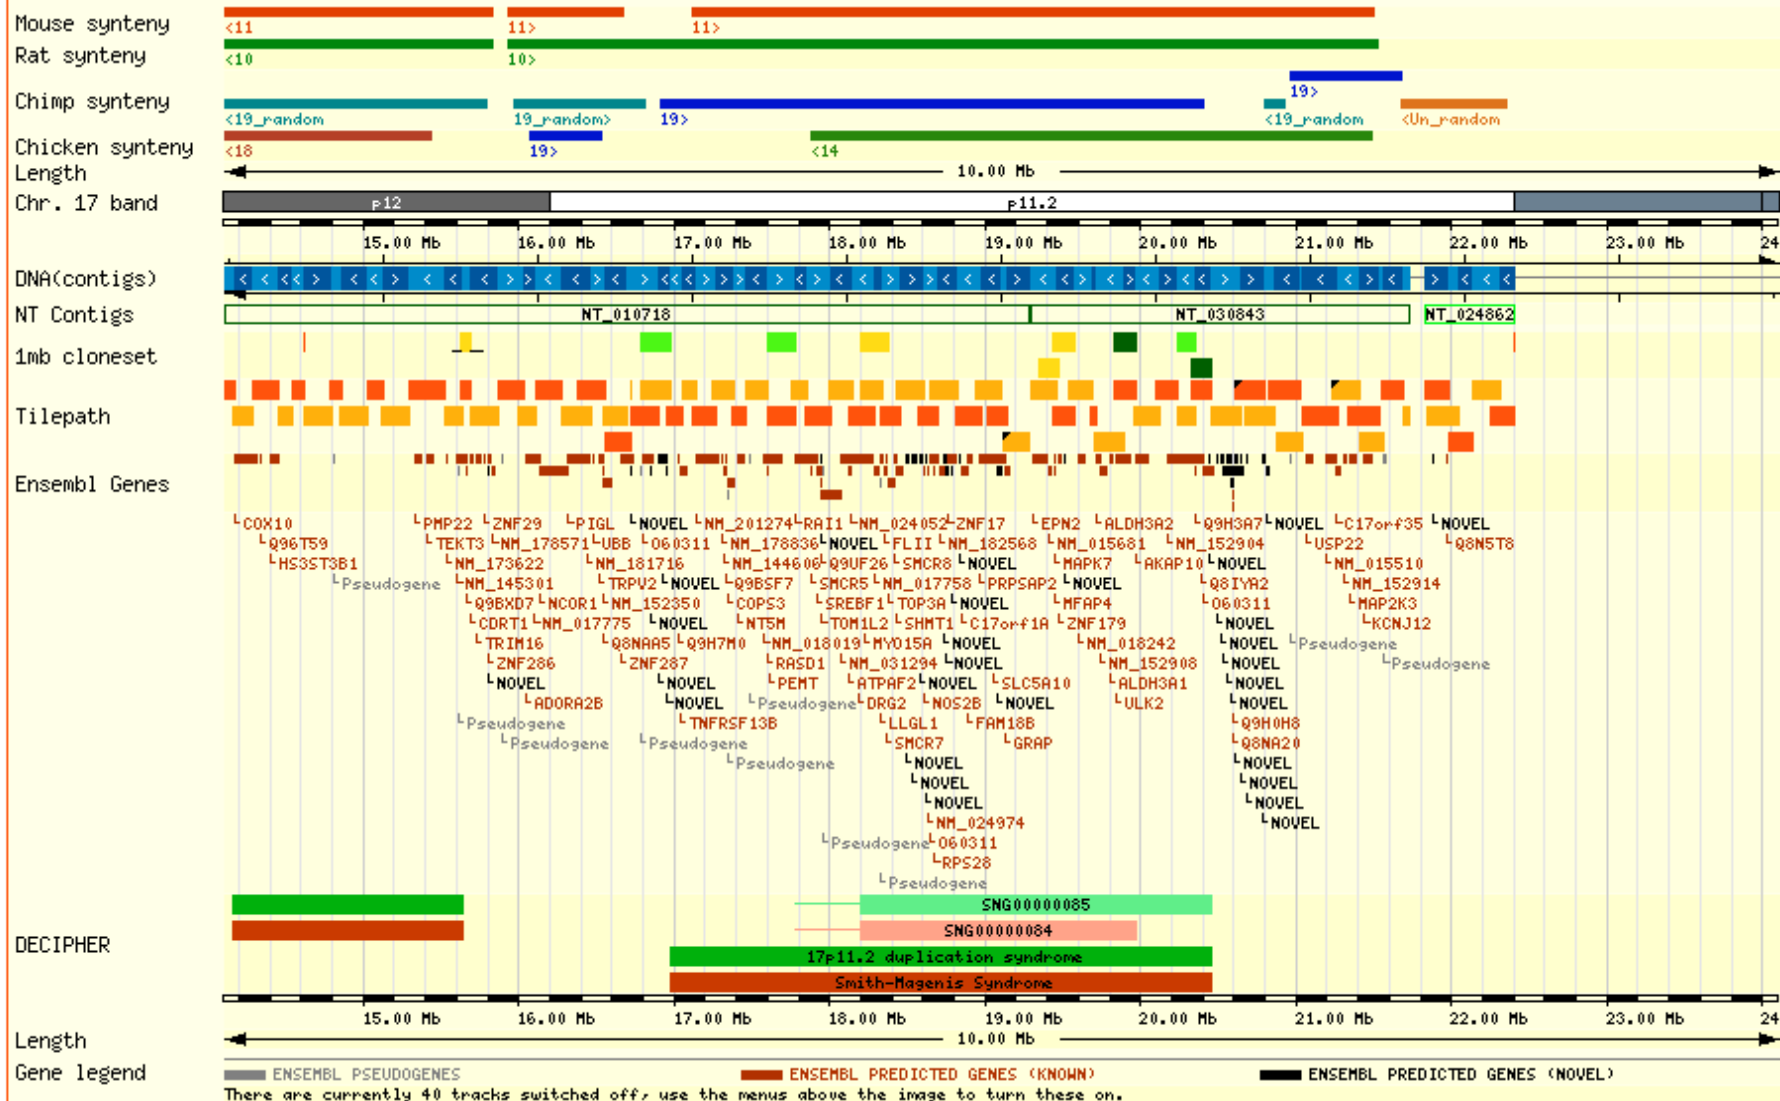 Mouse synteny <11 11> 11>
Rat synteny <10 10>
19>
Chimp synteny <19_random 19_random> 19> <19_random <Un_random
Chicken synteny <18 19> <14
Length 10.00 Mb
Chr. 17 band p12 p11.2
15.00 Mb 16.00 Mb 17.00 Mb 18.00 Mb 19.00 Mb 20.00 Mb 21.00 Mb 22.00 Mb 23.00 Mb 24
DNA(contigs)
NT Contigs NT_010718 NT_030843 NT_024862
1mb cloneset
Tilepath
Ensembl Genes
COX10 PMP22 ZNF29 PIGL NOVEL NM_201274 RAI1 NM_024052 ZNF17 EPN2 ALDH3A2 Q9H3A7 NOVEL C17orf35 NOVEL
Q96T59 TEKT3 NM_178571 UBB O60311 NM_178836 NOVEL FLII NM_182568 NM_015681 NM_152904 USP22 Q8N5T8
HS3ST3B1 NM_173622 NM_181716 NM_144606 Q9UF26 SMCR8 NOVEL MAPK7 AKAP10 NOVEL NM_015510
Pseudogene NM_145301 TRPV2 NOVEL Q9BSF7 SMCR5 NM_017758 PRPSAP2 NOVEL Q8IYA2 NM_152914
Q9BXD7 NCOR1 NM_152350 COPS3 SREBF1 TOP3A NOVEL MFAP4 O60311 MAP2K3
CDRT1 NM_017775 NOVEL NT5M TOM1L2 SHMT1 C17orf1A ZNF179 NOVEL KCNJ12
TRIM16 Q8NAA5 Q9H7M0 NM_018019 MYO15A NOVEL NM_018242 NOVEL Pseudogene
ZNF286 ZNF287 RASD1 NM_031294 NOVEL NM_152908 NOVEL Pseudogene
NOVEL NOVEL PEMT ATPAF2 NOVEL SLC5A10 ALDH3A1 NOVEL
ADORA2B NOVEL Pseudogene DRG2 NOS2B NOVEL ULK2 NOVEL
Pseudogene TNFRSF13B LLGL1 FAM18B Q9H0H8
Pseudogene Pseudogene SMCR7 GRAP Q8NA20
Pseudogene NOVEL NOVEL
NOVEL NOVEL
NOVEL NOVEL
NM_024974 NOVEL
Pseudogene O60311
RPS28
Pseudogene
SNG00000085
SNG00000084
DECIPHER
17p11.2 duplication syndrome
Smith-Magenis Syndrome
15.00 Mb 16.00 Mb 17.00 Mb 18.00 Mb 19.00 Mb 20.00 Mb 21.00 Mb 22.00 Mb 23.00 Mb 24
Length 10.00 Mb
Gene legend ENSEMBL PSEUDOGENES ENSEMBL PREDICTED GENES (KNOWN) ENSEMBL PREDICTED GENES (NOVEL)
There are currently 40 tracks switched off, use the menus above the image to turn these on.